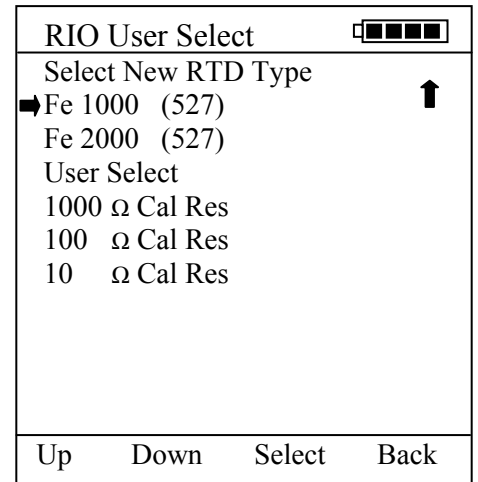 RIO User Select
Select New RTD Type
Fe 1000 (527)
Fe 2000 (527)
User Select
1000 Ω Cal Res
100 Ω Cal Res
10 Ω Cal Res
Up Down Select Back